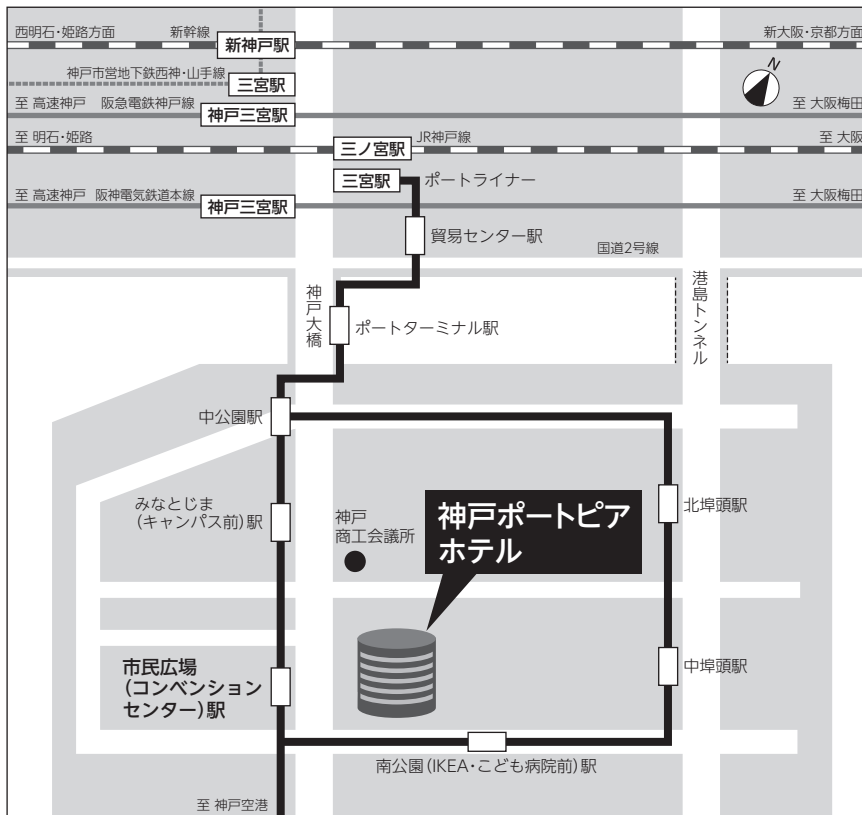 西明石・姫路方面
新幹線
新神戸駅
新大阪・京都方面
神戸市営地下鉄西神・山手線
三宮駅
N
至 高速神戸
阪急電鉄神戸線
神戸三宮駅
至 大阪梅田
至 明石・姫路
三ノ宮駅
JR神戸線
至 大阪
三宮駅
ポートライナー
至 高速神戸
阪神電気鉄道本線
神戸三宮駅
至 大阪梅田
貿易センター駅
国道2号線
神戸大橋
港島トンネル
ポートターミナル駅
中公園駅
みなとじま
(キャンパス前)駅
神戸
商工会議所
神戸ポートピア
ホテル
北埠頭駅
市民広場
(コンベンション
センター)駅
中埠頭駅
南公園(IKEA・こども病院前)駅
至 神戸空港